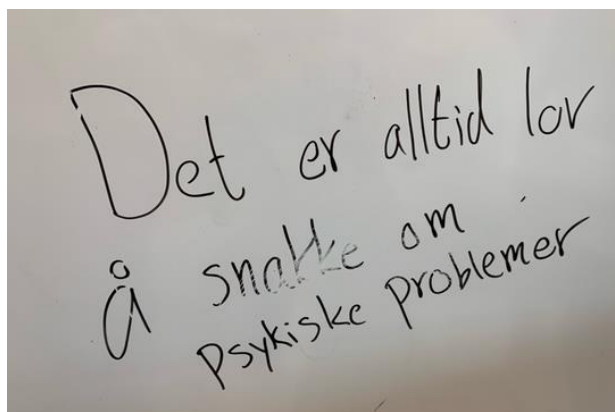 Det er alltid lov
å snakke om
psykiske problemer